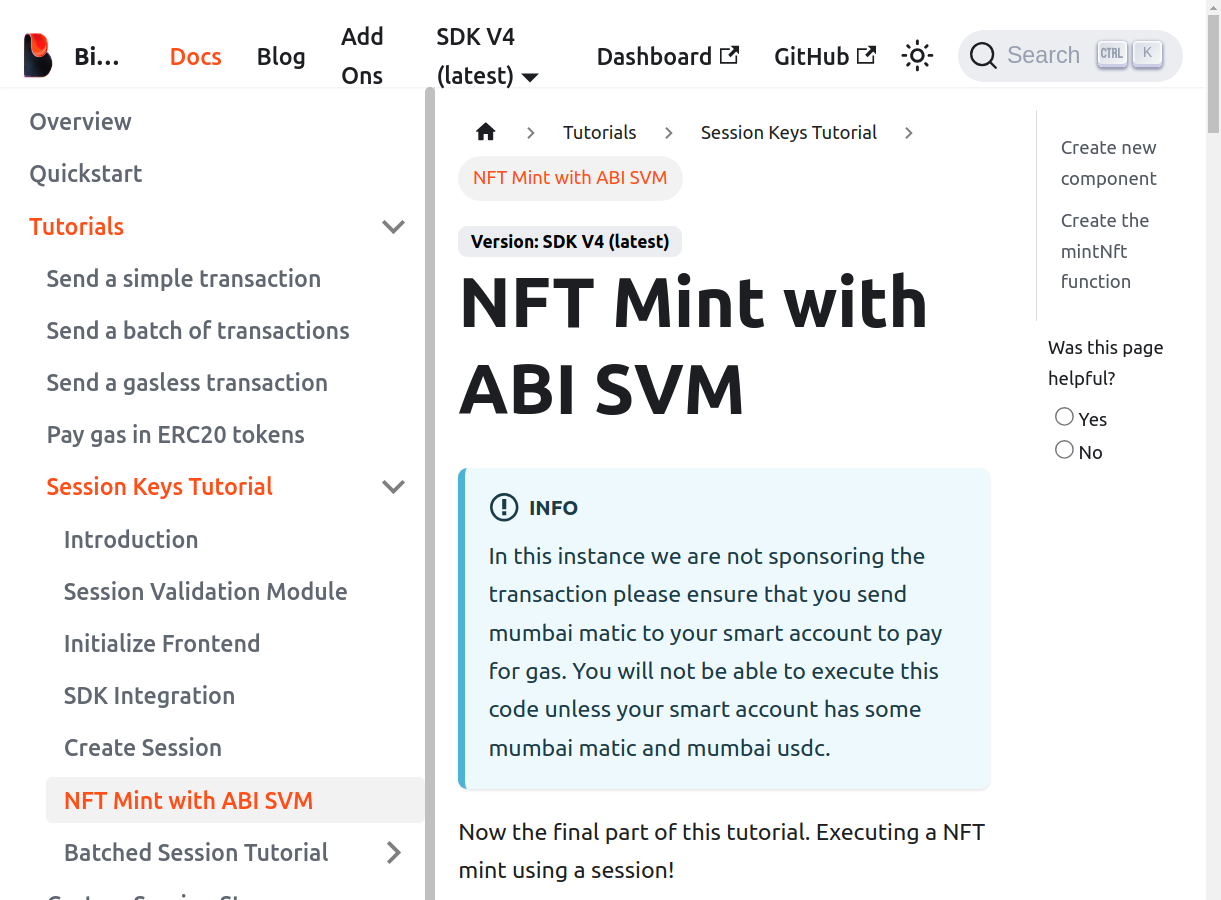 Bi...
Docs
Blog
Add
Ons
SDK V4
(latest)
Dashboard
GitHub
Search
CTRL
K
Overview
Quickstart
Tutorials
Send a simple transaction
Send a batch of transactions
Send a gasless transaction
Pay gas in ERC20 tokens
Session Keys Tutorial
Introduction
Session Validation Module
Initialize Frontend
SDK Integration
Create Session
NFT Mint with ABI SVM
Batched Session Tutorial
Tutorials
Session Keys Tutorial
NFT Mint with ABI SVM
Version: SDK V4 (latest)
NFT Mint with
ABI SVM
INFO
In this instance we are not sponsoring the
transaction please ensure that you send
mumbai matic to your smart account to pay
for gas. You will not be able to execute this
code unless your smart account has some
mumbai matic and mumbai usdc.
Now the final part of this tutorial. Executing a NFT
mint using a session!
Create new
component
Create the
mintNft
function
Was this page
helpful?
Yes
No